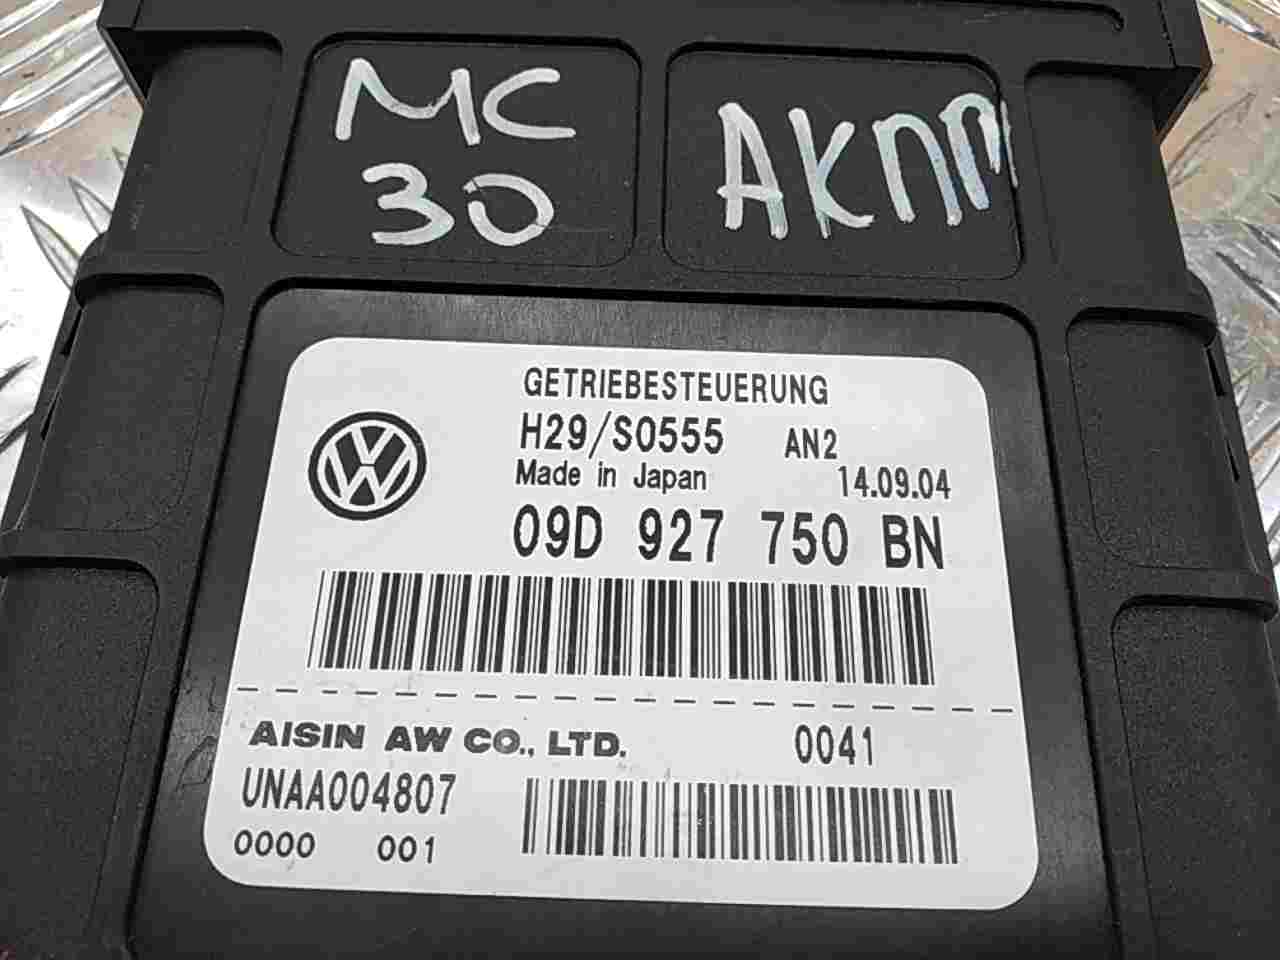 MC
30
АКПП
GETRIEBESTEUERUNG
H29/S0555 AN2
Made in Japan 14.09.04
09D 927 750 BN
AISIN AW CO., LTD. 0041
UNAA004807
0000 001